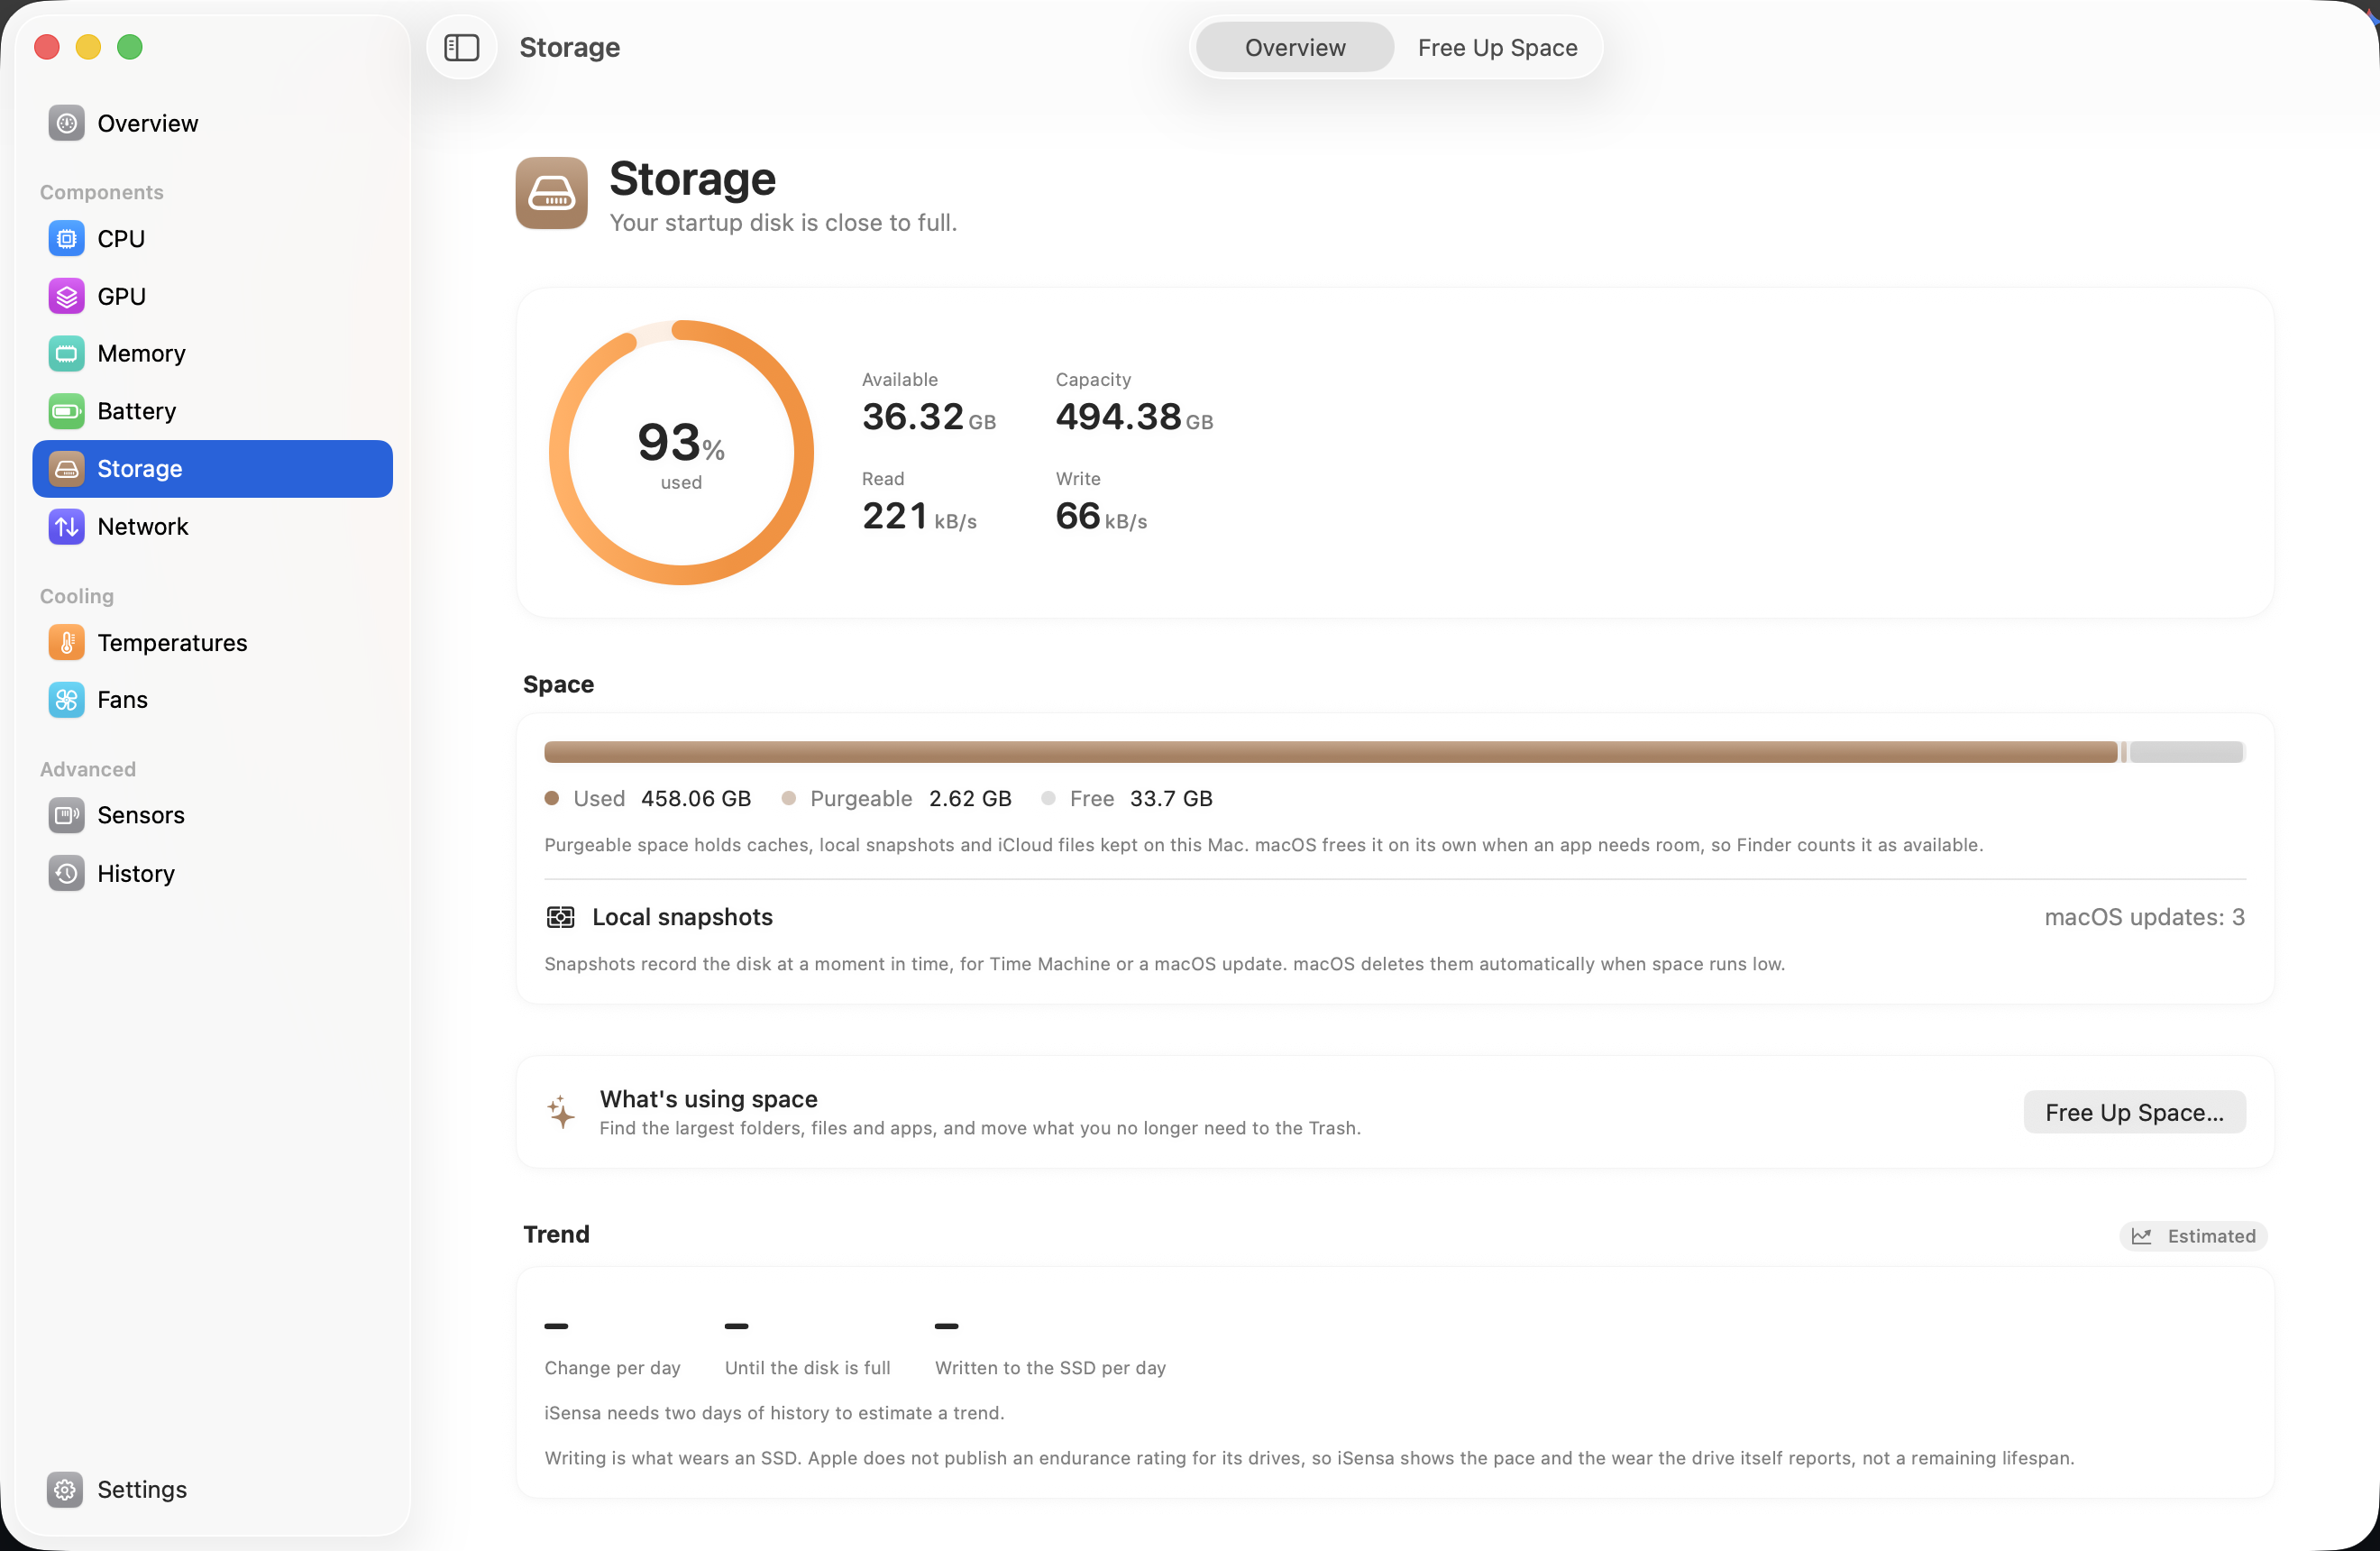 Storage
Overview
Free Up Space
Overview
Components
CPU
GPU
Memory
Battery
Storage
Network
Cooling
Temperatures
Fans
Advanced
Sensors
History
Settings
Storage
Your startup disk is close to full.
93%
used
Available
36.32 GB
Capacity
494.38 GB
Read
221 kB/s
Write
66 kB/s
Space
Used 458.06 GB Purgeable 2.62 GB Free 33.7 GB
Purgeable space holds caches, local snapshots and iCloud files kept on this Mac. macOS frees it on its own when an app needs room, so Finder counts it as available.
Local snapshots macOS updates: 3
Snapshots record the disk at a moment in time, for Time Machine or a macOS update. macOS deletes them automatically when space runs low.
What's using space
Find the largest folders, files and apps, and move what you no longer need to the Trash.
Free Up Space...
Trend
Estimated
– – –
Change per day Until the disk is full Written to the SSD per day
iSensa needs two days of history to estimate a trend.
Writing is what wears an SSD. Apple does not publish an endurance rating for its drives, so iSensa shows the pace and the wear the drive itself reports, not a remaining lifespan.